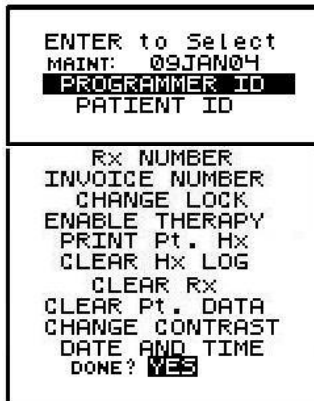 ENTER to Select
MAINT: 09JAN04
PROGRAMMER ID
PATIENT ID
Rx NUMBER
INVOICE NUMBER
CHANGE LOCK
ENABLE THERAPY
PRINT Pt. Hx
CLEAR Hx LOG
CLEAR Rx
CLEAR Pt. DATA
CHANGE CONTRAST
DATE AND TIME
DONE? YES